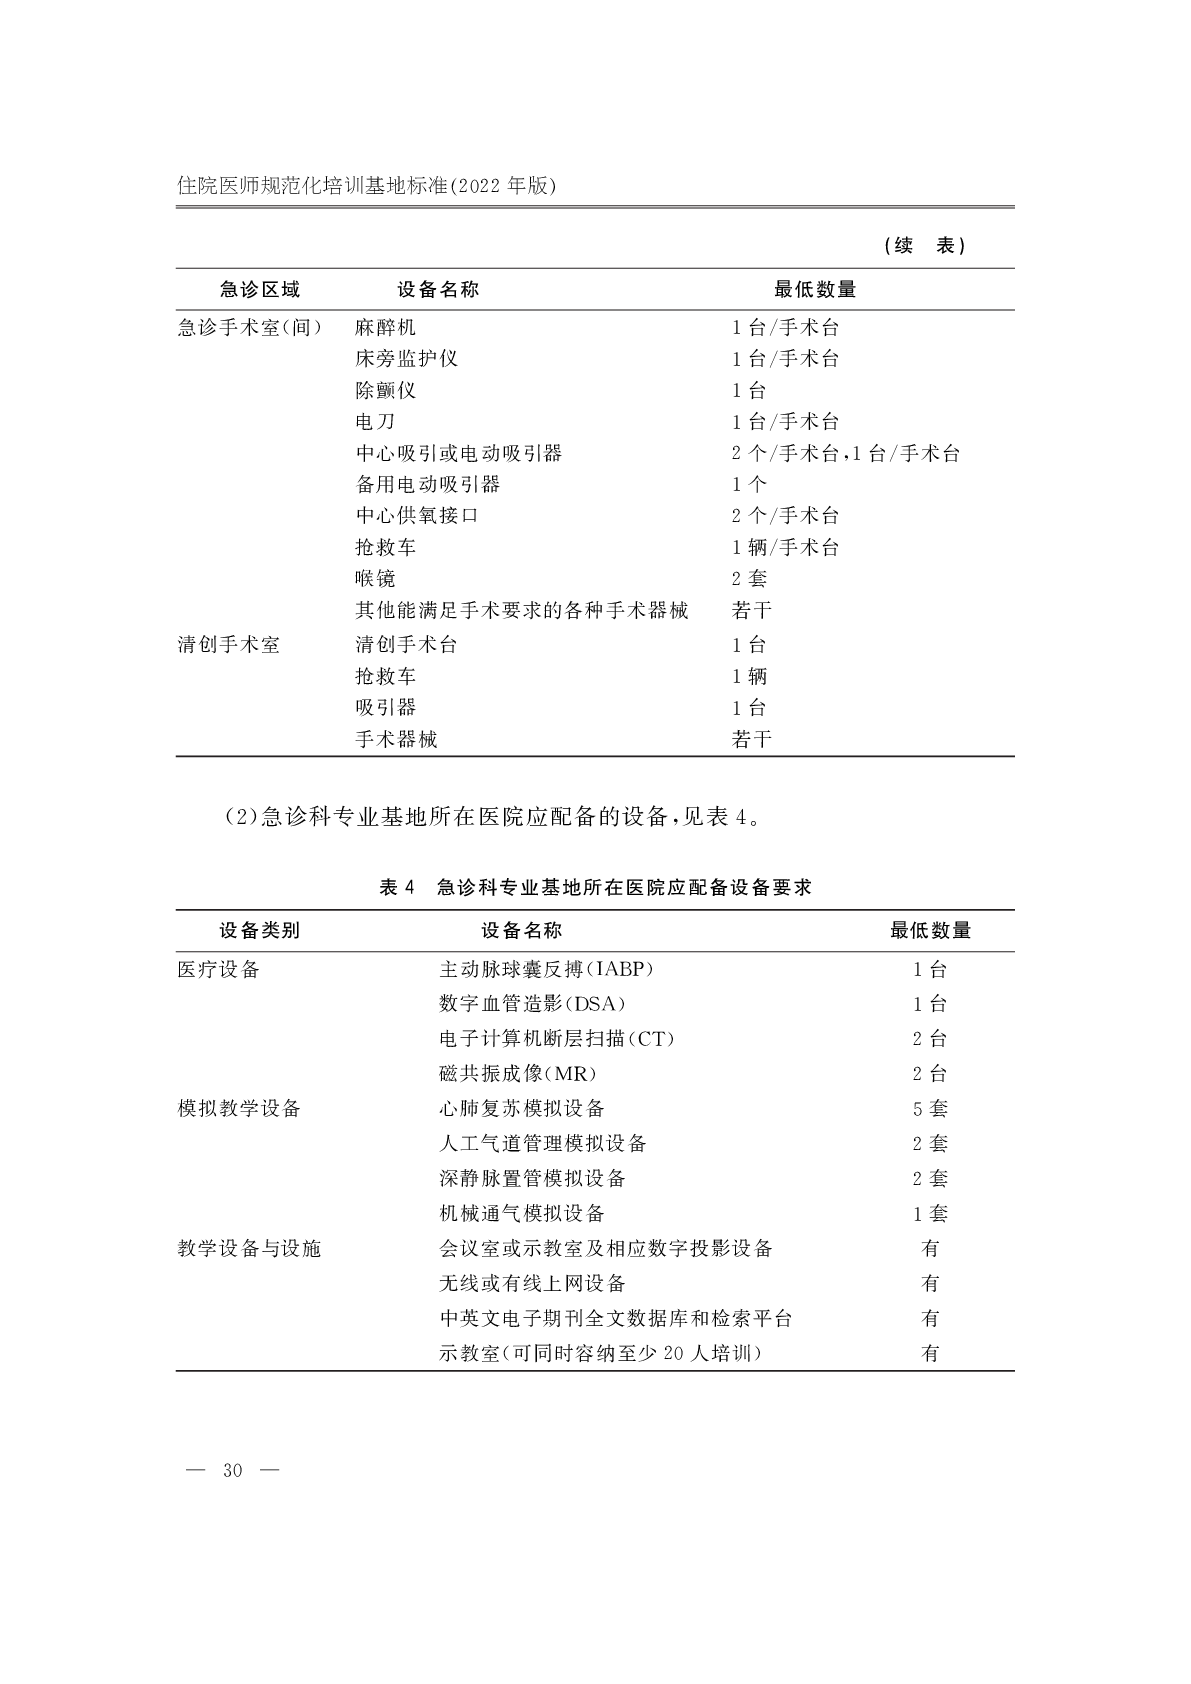 住院医师规范化培训基地标准(2022 年版)
(续 表)
急诊区域 设备名称 最低数量
急诊手术室(间) 麻醉机 1 台/手术台
床旁监护仪 1 台/手术台
除颤仪 1 台
电刀 1 台/手术台
中心吸引或电动吸引器 2 个/手术台,1 台/手术台
备用电动吸引器 1 个
中心供氧接口 2 个/手术台
抢救车 1 辆/手术台
喉镜 2 套
其他能满足手术要求的各种手术器械 若干
清创手术室 清创手术台 1 台
抢救车 1 辆
吸引器 1 台
手术器械 若干
(2)急诊科专业基地所在医院应配备的设备,见表 4。
表 4 急诊科专业基地所在医院应配备设备要求
设备类别 设备名称 最低数量
医疗设备 主动脉球囊反搏(IABP) 1 台
数字血管造影(DSA) 1 台
电子计算机断层扫描(CT) 2 台
磁共振成像(MR) 2 台
模拟教学设备 心肺复苏模拟设备 5 套
人工气道管理模拟设备 2 套
深静脉置管模拟设备 2 套
机械通气模拟设备 1 套
教学设备与设施 会议室或示教室及相应数字投影设备 有
无线或有线上网设备 有
中英文电子期刊全文数据库和检索平台 有
示教室(可同时容纳至少 20 人培训) 有
— 30 —